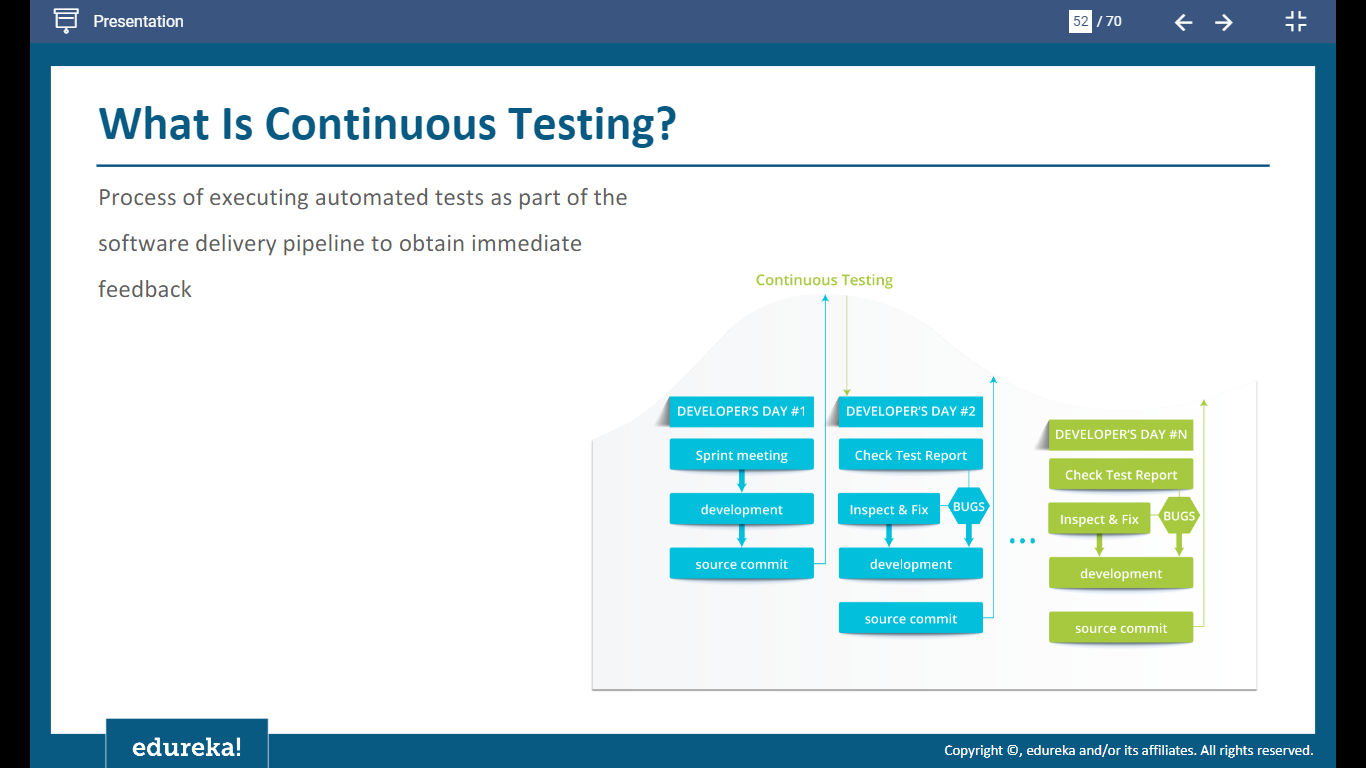 Presentation
52 / 70
What Is Continuous Testing?
Process of executing automated tests as part of the
software delivery pipeline to obtain immediate
feedback
Continuous Testing
DEVELOPER'S DAY #1
Sprint meeting
development
source commit
DEVELOPER'S DAY #2
Check Test Report
Inspect & Fix
BUGS
development
source commit
DEVELOPER'S DAY #N
Check Test Report
Inspect & Fix
BUGS
development
source commit
edureka!
Copyright ©, edureka and/or its affiliates. All rights reserved.